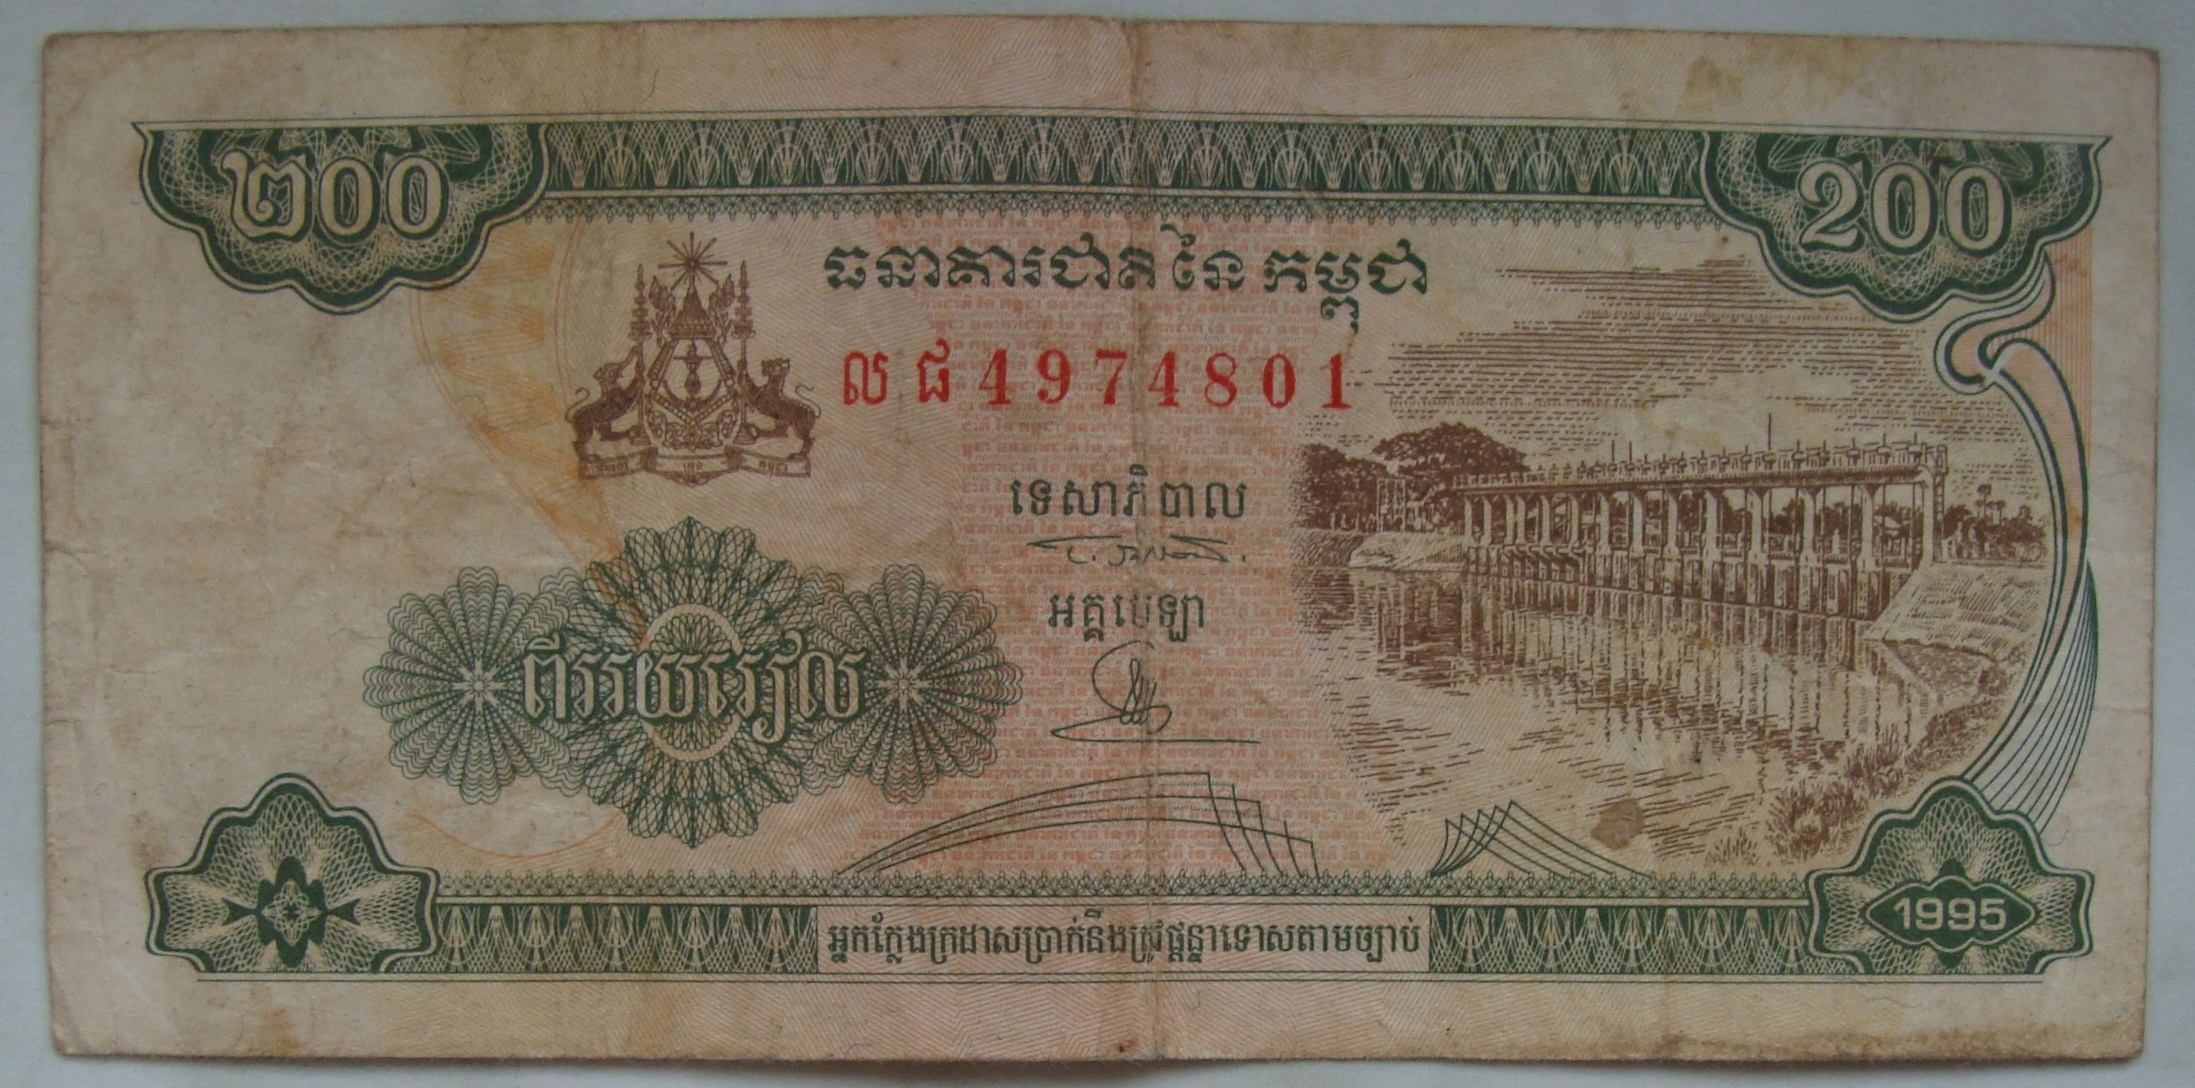 ២០០
200
ធនាគារជាតិនៃកម្ពុជា
ល ផ 4974801
ទេសាភិបាល
អគ្គបេឡា
ពីររយរៀល
1995
អ្នកក្លែងក្រដាសប្រាក់នឹងត្រូវផ្តន្ទាទោសតាមច្បាប់